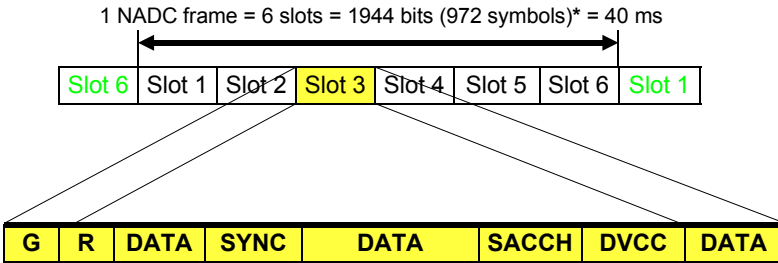 1 NADC frame = 6 slots = 1944 bits (972 symbols)* = 40 ms
Slot 6 Slot 1 Slot 2 Slot 3 Slot 4 Slot 5 Slot 6 Slot 1
G R DATA SYNC DATA SACCH DVCC DATA